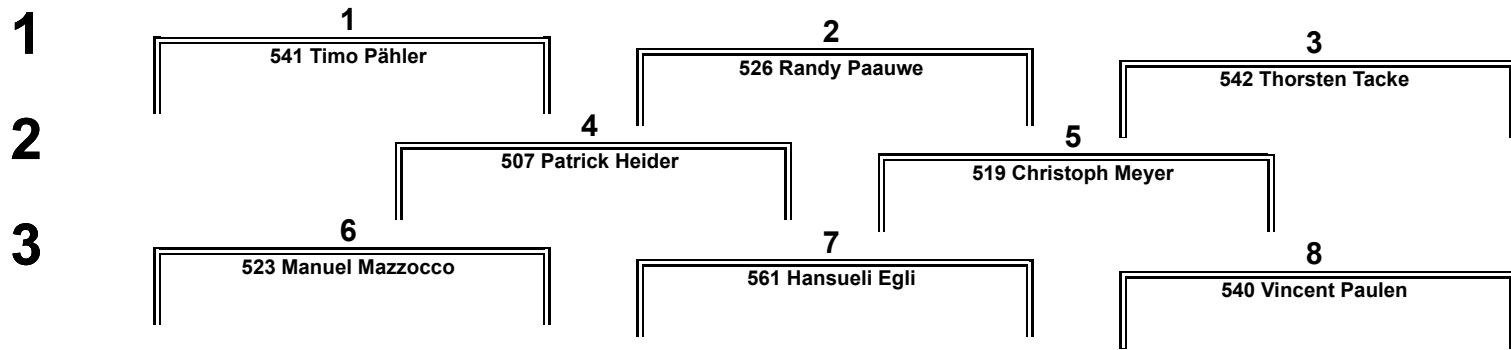 1
1
541 Timo Pähler
2
526 Randy Paauwe
3
542 Thorsten Tacke
2
4
507 Patrick Heider
5
519 Christoph Meyer
3
6
523 Manuel Mazzocco
7
561 Hansueli Egli
8
540 Vincent Paulen